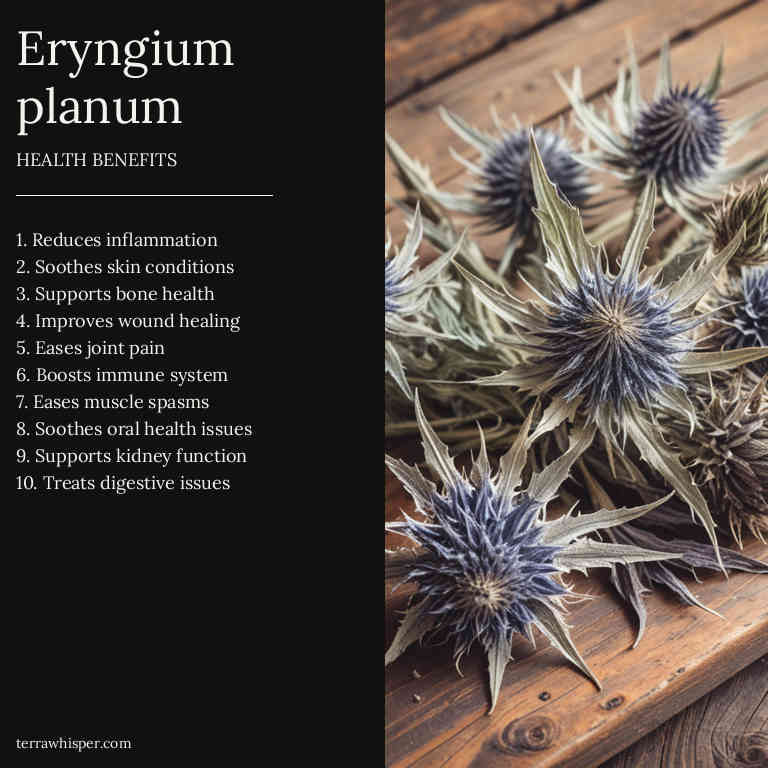 Eryngium
planum
HEALTH BENEFITS
1. Reduces inflammation
2. Soothes skin conditions
3. Supports bone health
4. Improves wound healing
5. Eases joint pain
6. Boosts immune system
7. Eases muscle spasms
8. Soothes oral health issues
9. Supports kidney function
10. Treats digestive issues
terrawhisper.com